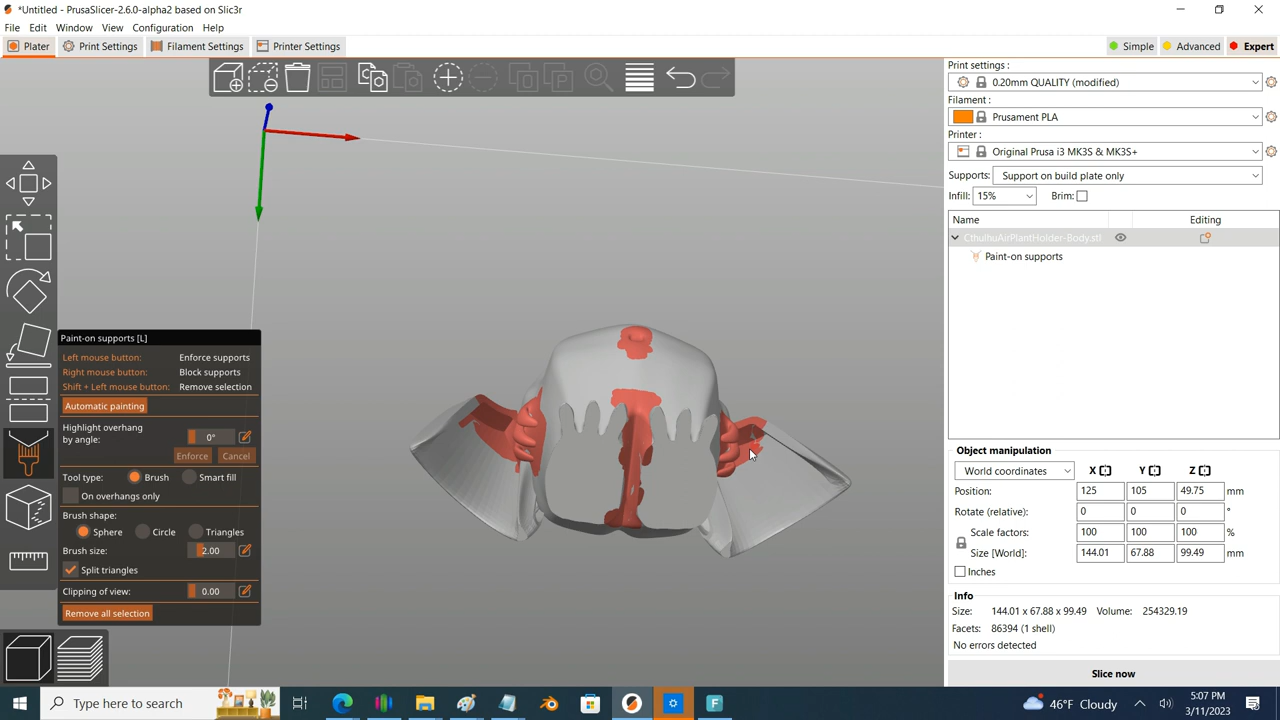 *Untitled - PrusaSlicer-2.6.0-alpha2 based on Slic3r
File Edit Window View Configuration Help
Plater Print Settings Filament Settings Printer Settings Simple Advanced Expert
Print settings :
0.20mm QUALITY (modified)
Filament :
Prusament PLA
Printer :
Original Prusa i3 MK3S & MK3S+
Supports: Support on build plate only
Infill: 15% Brim:
Name Editing
CthulhuAirPlantHolder-Body.stl
Paint-on supports
Paint-on supports [L]
Left mouse button: Enforce supports
Right mouse button: Block supports
Shift + Left mouse button: Remove selection
Automatic painting
Highlight overhang
by angle: 0°
Enforce Cancel
Tool type: Brush Smart fill
On overhangs only
Brush shape:
Sphere Circle Triangles
Brush size: 2.00
Split triangles
Clipping of view: 0.00
Remove all selection
Object manipulation
World coordinates X Y Z
Position: 125 105 49.75 mm
Rotate (relative): 0 0 0 °
Scale factors: 100 100 100 %
Size [World]: 144.01 67.88 99.49 mm
Inches
Info
Size: 144.01 x 67.88 x 99.49 Volume: 254329.19
Facets: 86394 (1 shell)
No errors detected
Slice now
Type here to search
46°F Cloudy
5:07 PM
3/11/2023